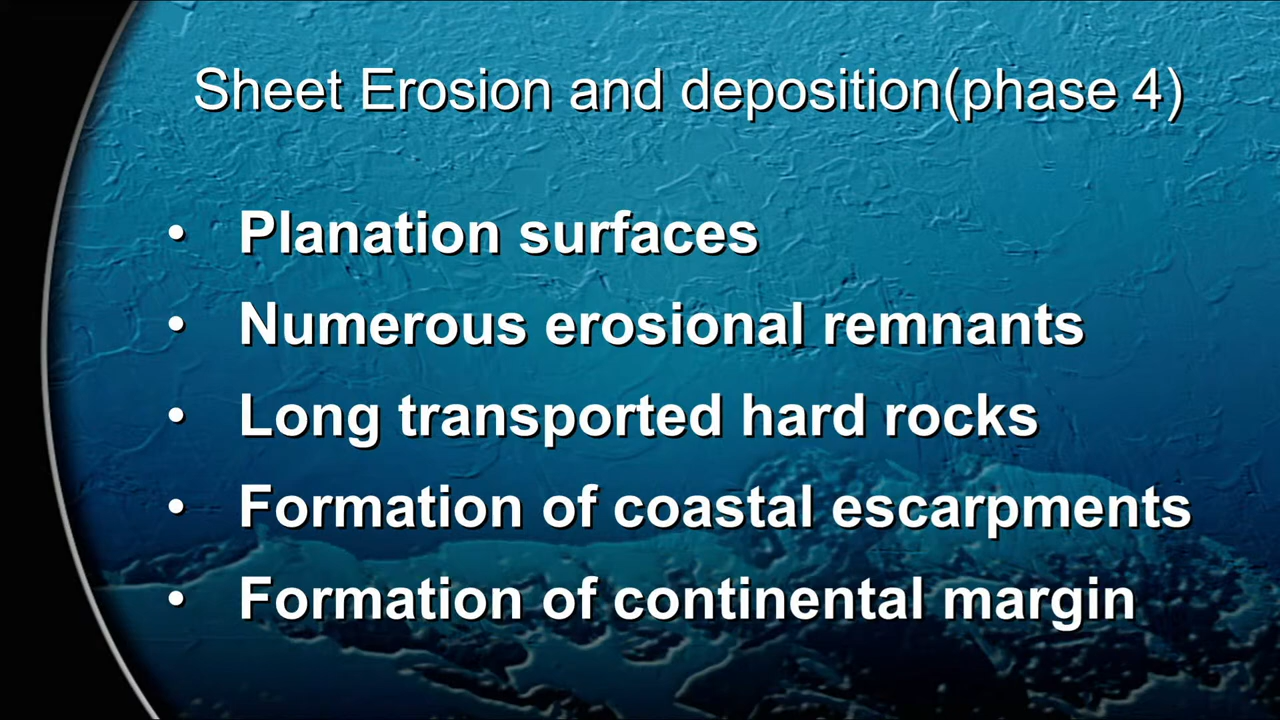 Sheet Erosion and deposition(phase 4)
• Planation surfaces
• Numerous erosional remnants
• Long transported hard rocks
• Formation of coastal escarpments
• Formation of continental margin